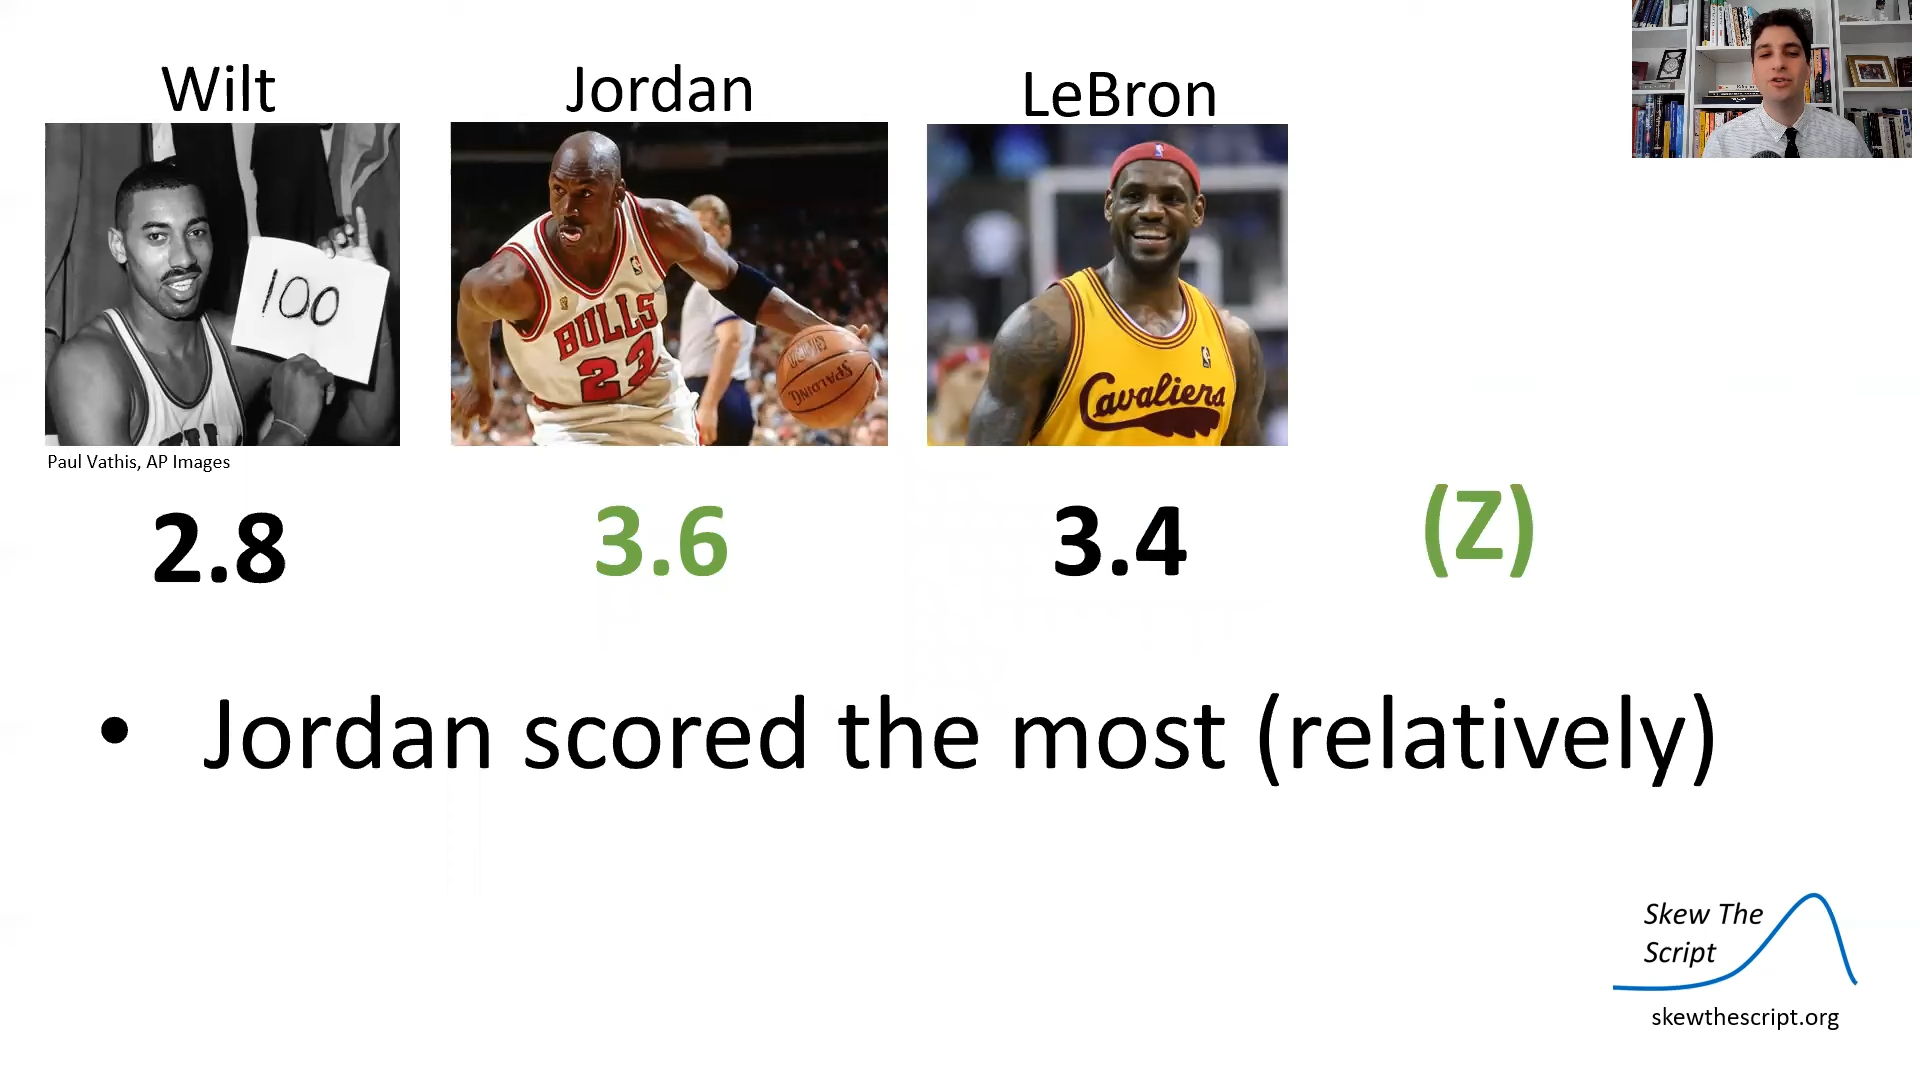 Wilt
Jordan
LeBron
100
BULLS
23
SPALDING
Cavaliers
Paul Vathis, AP Images
2.8
3.6
3.4
(Z)
• Jordan scored the most (relatively)
Skew The
Script
skewthescript.org